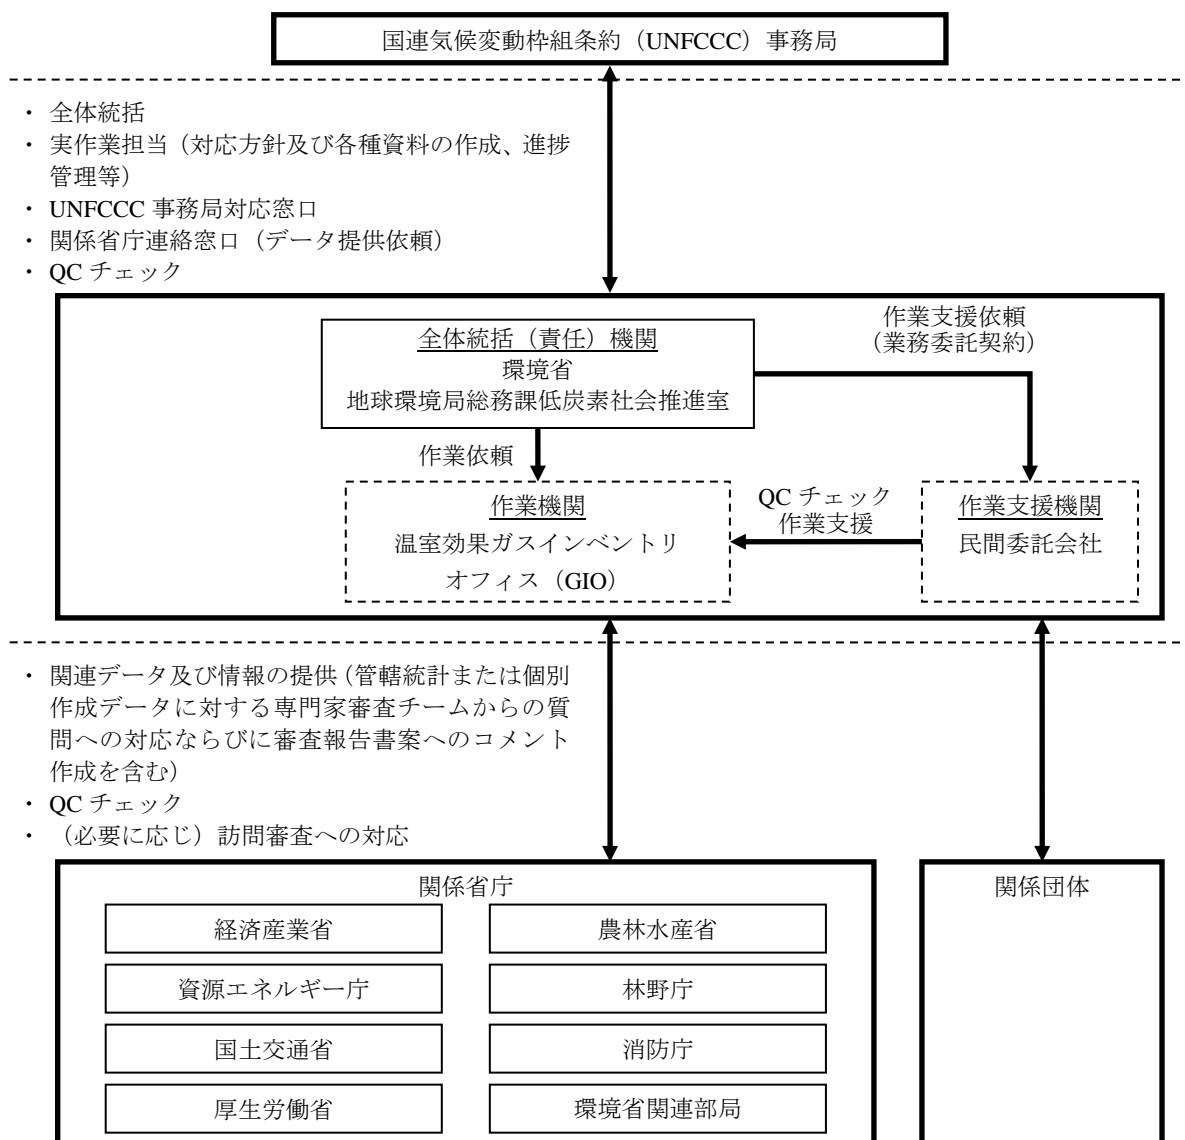 国連気候変動枠組条約（UNFCCC）事務局
・ 全体統括
・ 実作業担当（対応方針及び各種資料の作成、進捗
管理等）
・ UNFCCC 事務局対応窓口
・ 関係省庁連絡窓口（データ提供依頼）
・ QC チェック
全体統括（責任）機関
環境省
地球環境局総務課低炭素社会推進室
作業支援依頼
（業務委託契約）
作業依頼
作業機関
温室効果ガスインベントリ
オフィス（GIO）
QC チェック
作業支援
作業支援機関
民間委託会社
・ 関連データ及び情報の提供（管轄統計または個別
作成データに対する専門家審査チームからの質
問への対応ならびに審査報告書案へのコメント
作成を含む）
・ QC チェック
・ （必要に応じ）訪問審査への対応
関係省庁
経済産業省
農林水産省
資源エネルギー庁
林野庁
国土交通省
消防庁
厚生労働省
環境省関連部局
関係団体